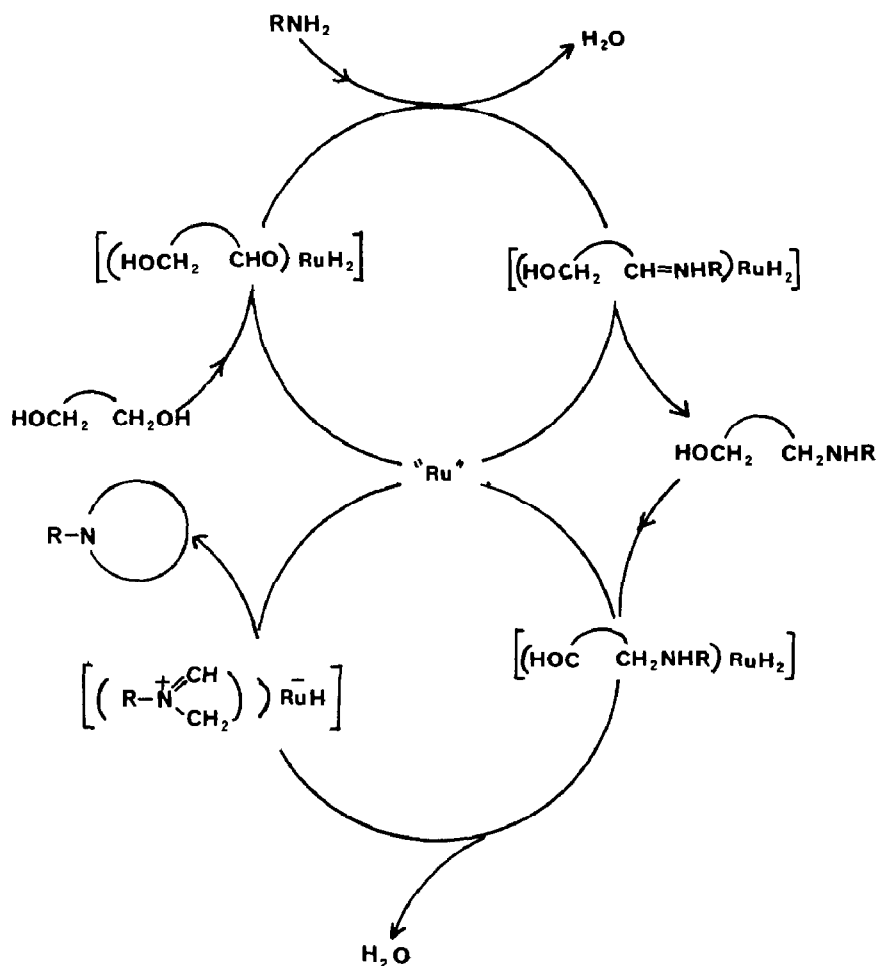 RNH₂
H₂O
[(HOCH₂ CHO) RuH₂]
[(HOCH₂ CH=NHR) RuH₂]
HOCH₂ CH₂OH
"Ru"
HOCH₂ CH₂NHR
R-N
[(HOC CH₂NHR) RuH₂]
[(R-N⁺=CH CH₂)) R̄uH]
H₂O